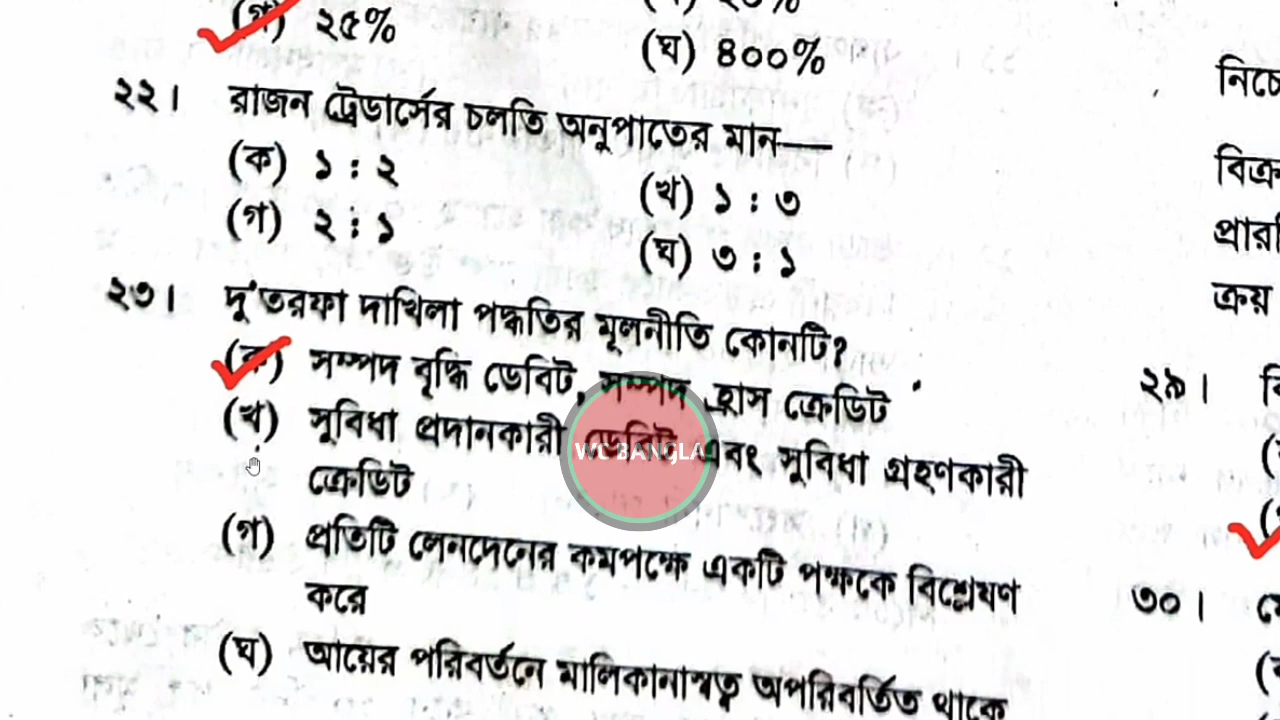 (গ) ২৫%
(ঘ) ৪০০%
২২। রাজন ট্রেডার্সের চলতি অনুপাতের মান—
(ক) ১ : ২
(খ) ১ : ৩
(গ) ২ : ১
(ঘ) ৩ : ১
২৩। দু'তরফা দাখিলা পদ্ধতির মূলনীতি কোনটি?
(ক) সম্পদ বৃদ্ধি ডেবিট, সম্পদ হ্রাস ক্রেডিট
(খ) সুবিধা প্রদানকারী ডেবিট এবং সুবিধা গ্রহণকারী
ক্রেডিট
(গ) প্রতিটি লেনদেনের কমপক্ষে একটি পক্ষকে বিশ্লেষণ
করে
(ঘ) আয়ের পরিবর্তনে মালিকানাস্বত্ব অপরিবর্তিত থাকে
WC BANGLA
২৯।
৩০।